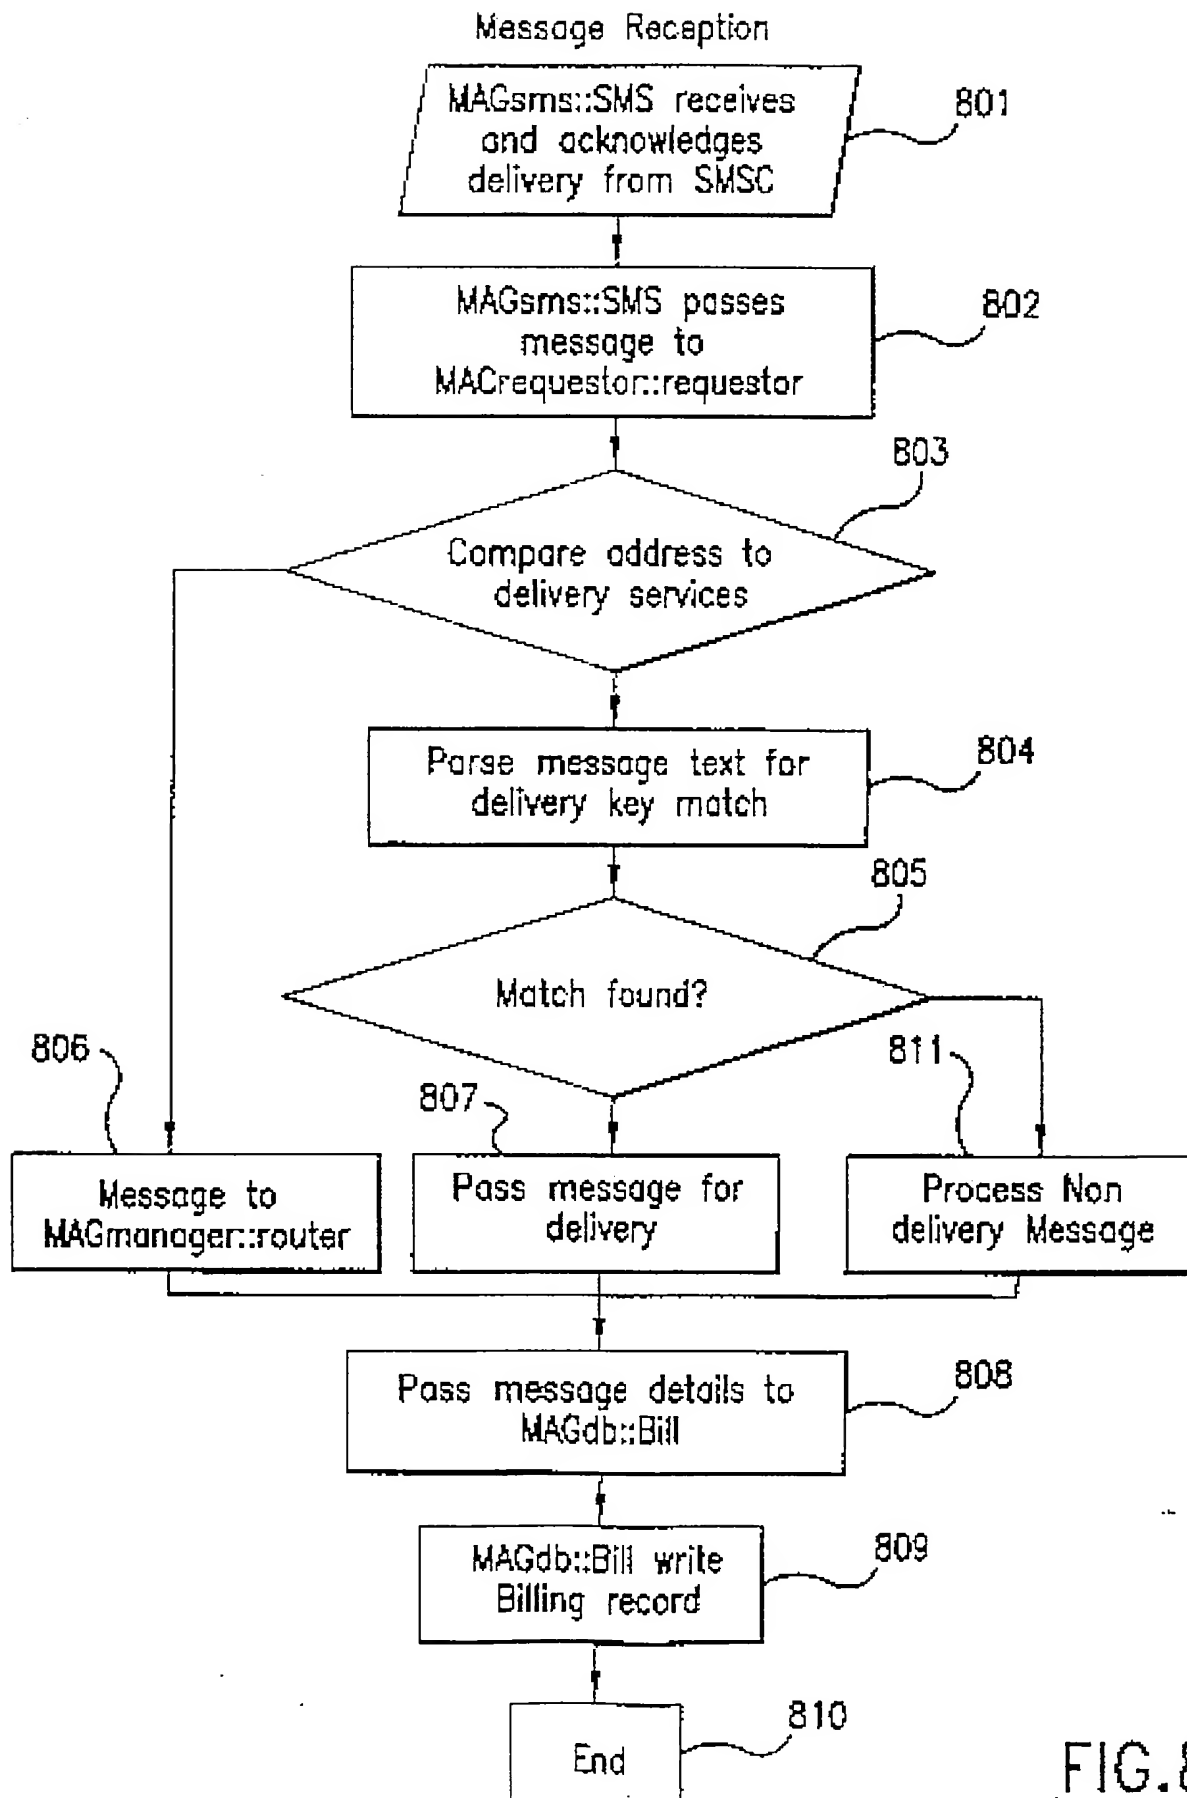 Message Reception
MAGsms::SMS receives
and acknowledges
delivery from SMSC
801
MAGsms::SMS passes
message to
MACrequestor::requestor
802
803
Compare address to
delivery services
Parse message text for
delivery key match
804
805
Match found?
806
807
811
Message to
MAGmanager::router
Pass message for
delivery
Process Non
delivery Message
Pass message details to
MAGdb::Bill
808
MAGdb::Bill write
Billing record
809
End
810
FIG.8